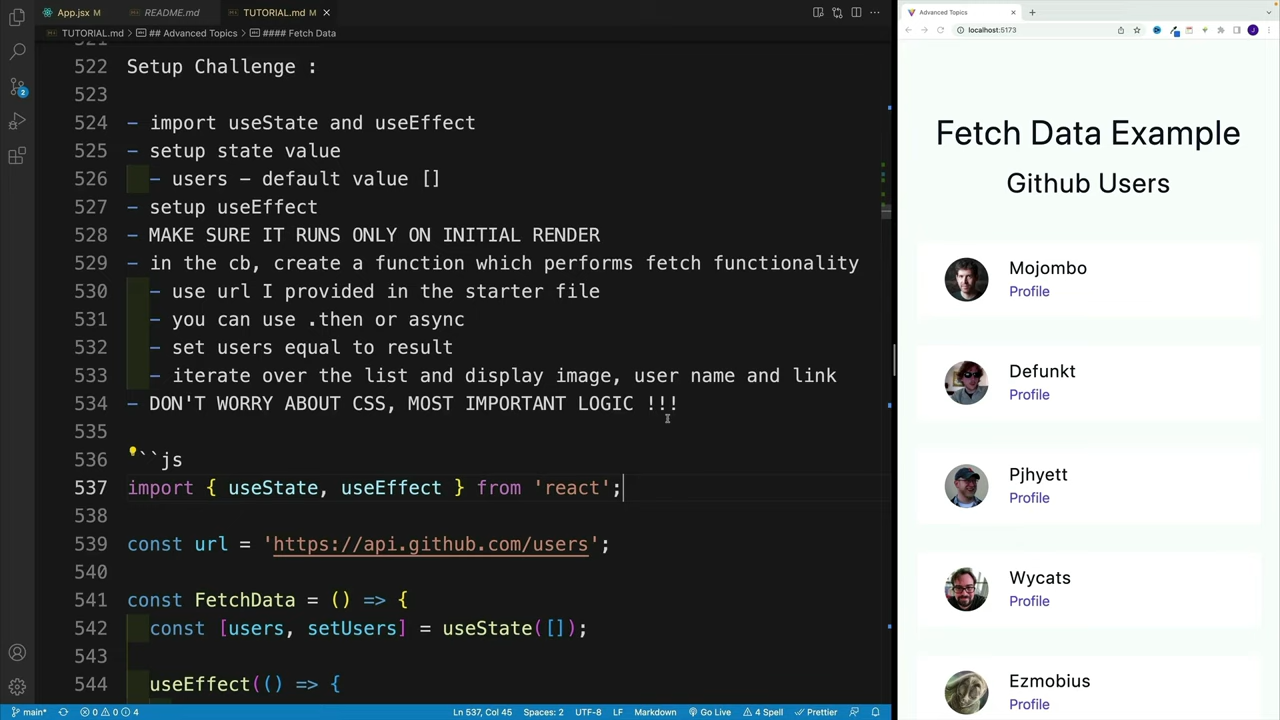 App.jsx
README.md
TUTORIAL.md
TUTORIAL.md > ## Advanced Topics > #### Fetch Data
521
522 Setup Challenge :
523
524 - import useState and useEffect
525 - setup state value
526 - users - default value []
527 - setup useEffect
528 - MAKE SURE IT RUNS ONLY ON INITIAL RENDER
529 - in the cb, create a function which performs fetch functionality
530 - use url I provided in the starter file
531 - you can use .then or async
532 - set users equal to result
533 - iterate over the list and display image, user name and link
534 - DON'T WORRY ABOUT CSS, MOST IMPORTANT LOGIC !!!
535
536 ```js
537 import { useState, useEffect } from 'react';
538
539 const url = 'https://api.github.com/users';
540
541 const FetchData = () => {
542 const [users, setUsers] = useState([]);
543
544 useEffect(() => {
2
main*
0 0 4
Ln 537, Col 45
Spaces: 2
UTF-8
LF
Markdown
Go Live
4 Spell
Prettier
Advanced Topics
localhost:5173
J
Fetch Data Example
Github Users
Mojombo
Profile
Defunkt
Profile
Pjhyett
Profile
Wycats
Profile
Ezmobius
Profile